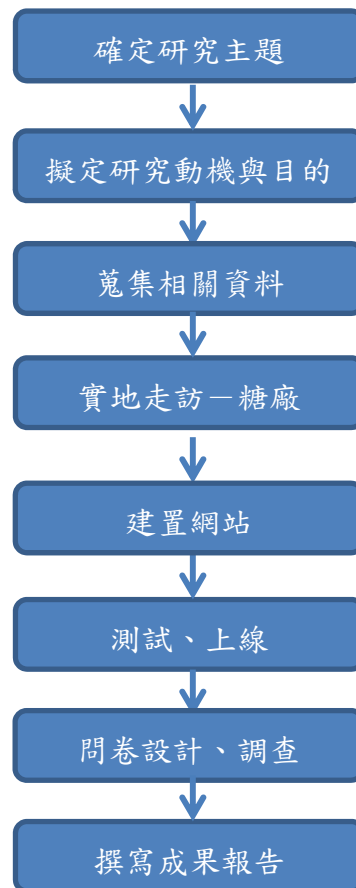 確定研究主題
擬定研究動機與目的
蒐集相關資料
實地走訪－糖廠
建置網站
測試、上線
問卷設計、調查
撰寫成果報告